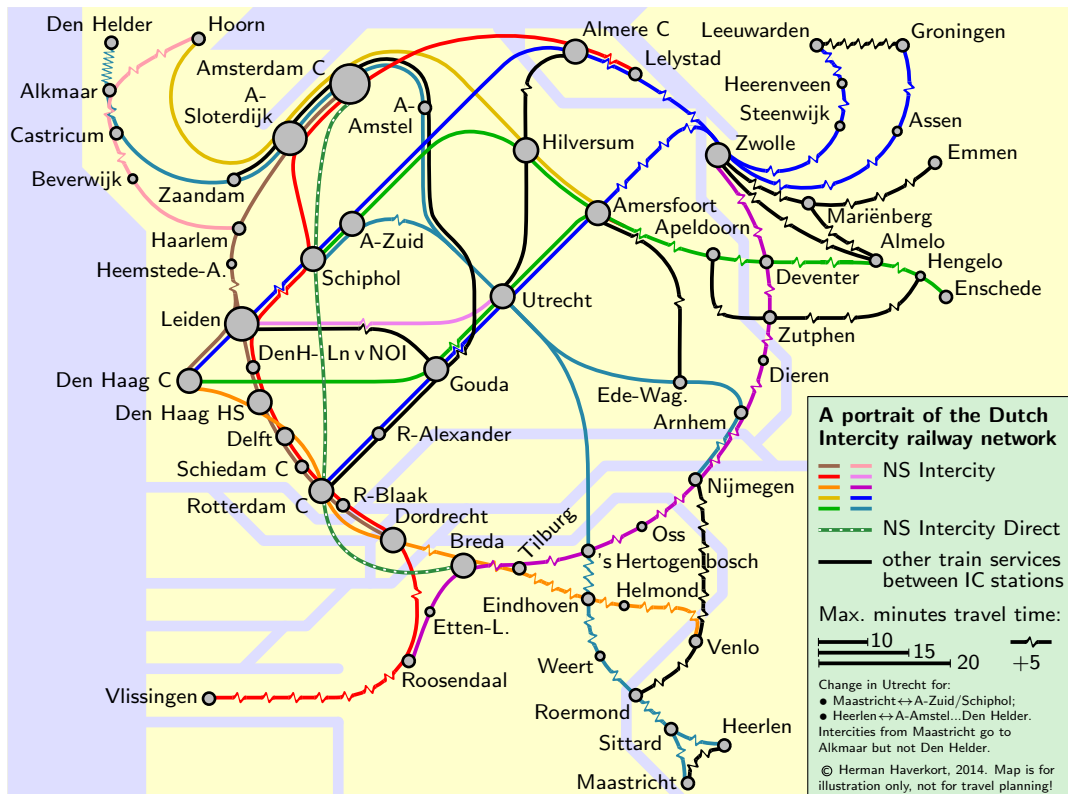 Den Helder
Hoorn
Almere C
Leeuwarden
Groningen
Amsterdam C
Lelystad
Heerenveen
Alkmaar
A-
Sloterdijk
A-
Amstel
Steenwijk
Assen
Castricum
Hilversum
Zwolle
Emmen
Beverwijk
Zaandam
Amersfoort
Mariënberg
Haarlem
A-Zuid
Apeldoorn
Almelo
Heemstede-A.
Schiphol
Deventer
Hengelo
Enschede
Leiden
Utrecht
Zutphen
DenH- Ln v NOI
Den Haag C
Gouda
Dieren
Den Haag HS
Ede-Wag.
Arnhem
Delft
R-Alexander
Schiedam C
Nijmegen
Rotterdam C
R-Blaak
Dordrecht
Oss
Breda
Tilburg
's Hertogenbosch
Eindhoven
Helmond
Etten-L.
Venlo
Weert
Roosendaal
Vlissingen
Roermond
Sittard
Heerlen
Maastricht
A portrait of the Dutch
Intercity railway network
NS Intercity
NS Intercity Direct
other train services
between IC stations
Max. minutes travel time:
10
15
20
+5
Change in Utrecht for:
• Maastricht↔A-Zuid/Schiphol;
• Heerlen↔A-Amstel...Den Helder.
Intercities from Maastricht go to
Alkmaar but not Den Helder.
© Herman Haverkort, 2014. Map is for
illustration only, not for travel planning!